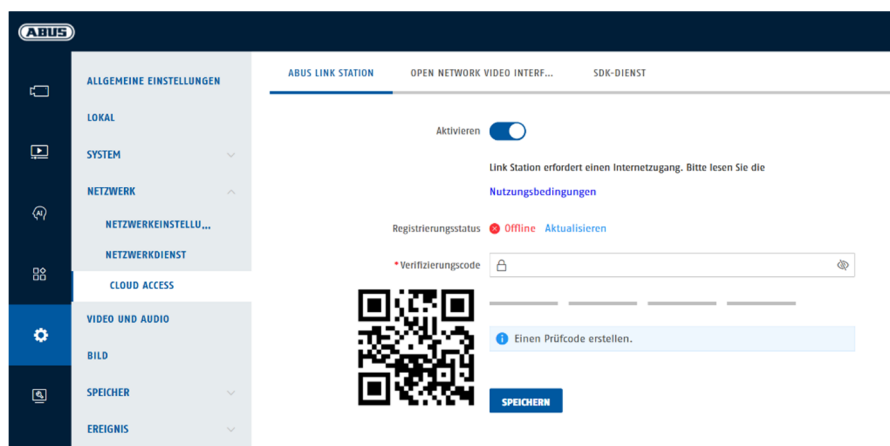 ABUS
ALLGEMEINE EINSTELLUNGEN
LOKAL
SYSTEM
NETZWERK
NETZWERKEINSTELLU...
NETZWERKDIENST
CLOUD ACCESS
VIDEO UND AUDIO
BILD
SPEICHER
EREIGNIS
ABUS LINK STATION OPEN NETWORK VIDEO INTERF... SDK-DIENST
Aktivieren
Link Station erfordert einen Internetzugang. Bitte lesen Sie die
Nutzungsbedingungen
Registrierungsstatus Offline Aktualisieren
*Verifizierungscode
Einen Prüfcode erstellen.
SPEICHERN
AI